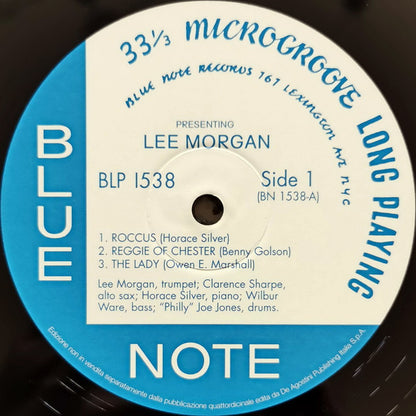 33 1/3 MICROGROOVE LONG PLAYING
BLUE NOTE RECORDS 767 LEXINGTON AVE NYC
PRESENTING
LEE MORGAN
BLP 1538
Side 1
(BN 1538-A)
1. ROCCUS (Horace Silver)
2. REGGIE OF CHESTER (Benny Golson)
3. THE LADY (Owen E. Marshall)
Lee Morgan, trumpet; Clarence Sharpe,
alto sax; Horace Silver, piano; Wilbur
Ware, bass; "Philly" Joe Jones, drums.
BLUE
NOTE
Edizione non in vendita separatamente dalla pubblicazione quattordicinale edita da De Agostini Publishing Italia S.p.A.